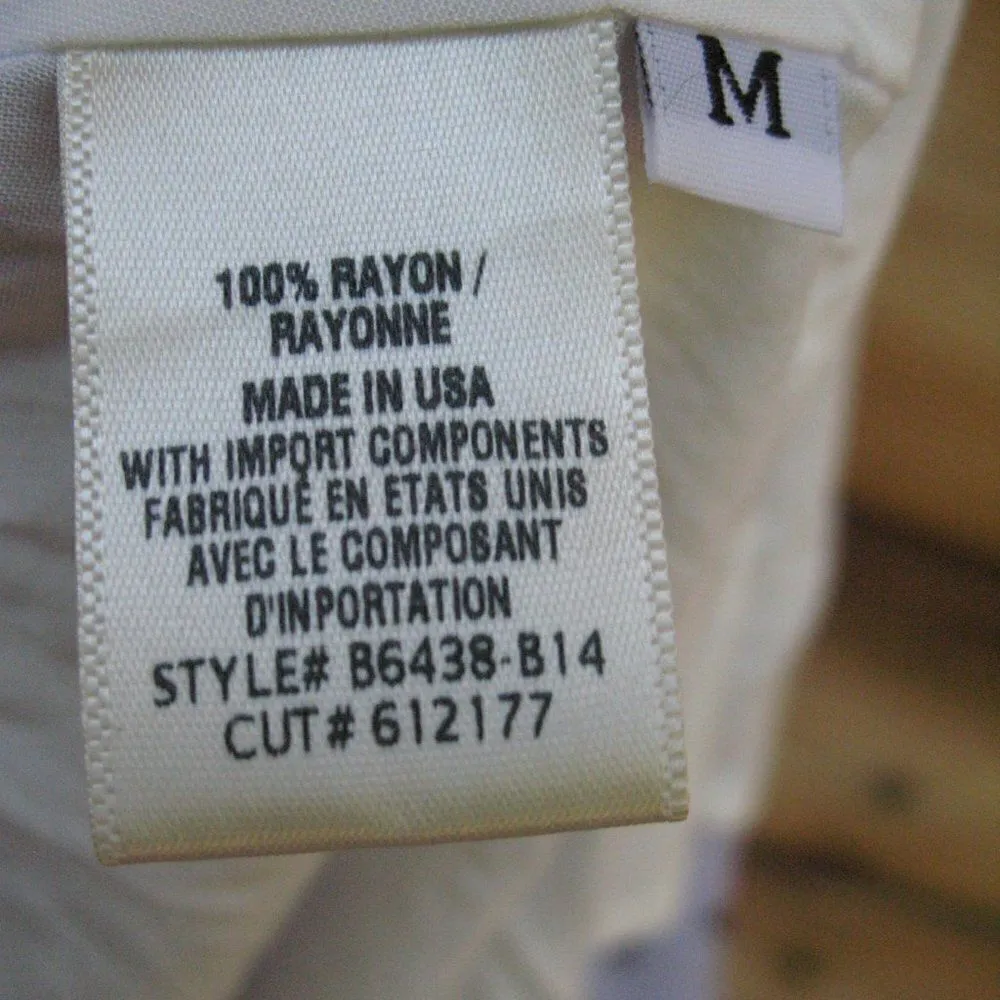 M
100% RAYON /
RAYONNE
MADE IN USA
WITH IMPORT COMPONENTS
FABRIQUE EN ETATS UNIS
AVEC LE COMPOSANT
D'INPORTATION
STYLE# B6438-B14
CUT# 612177